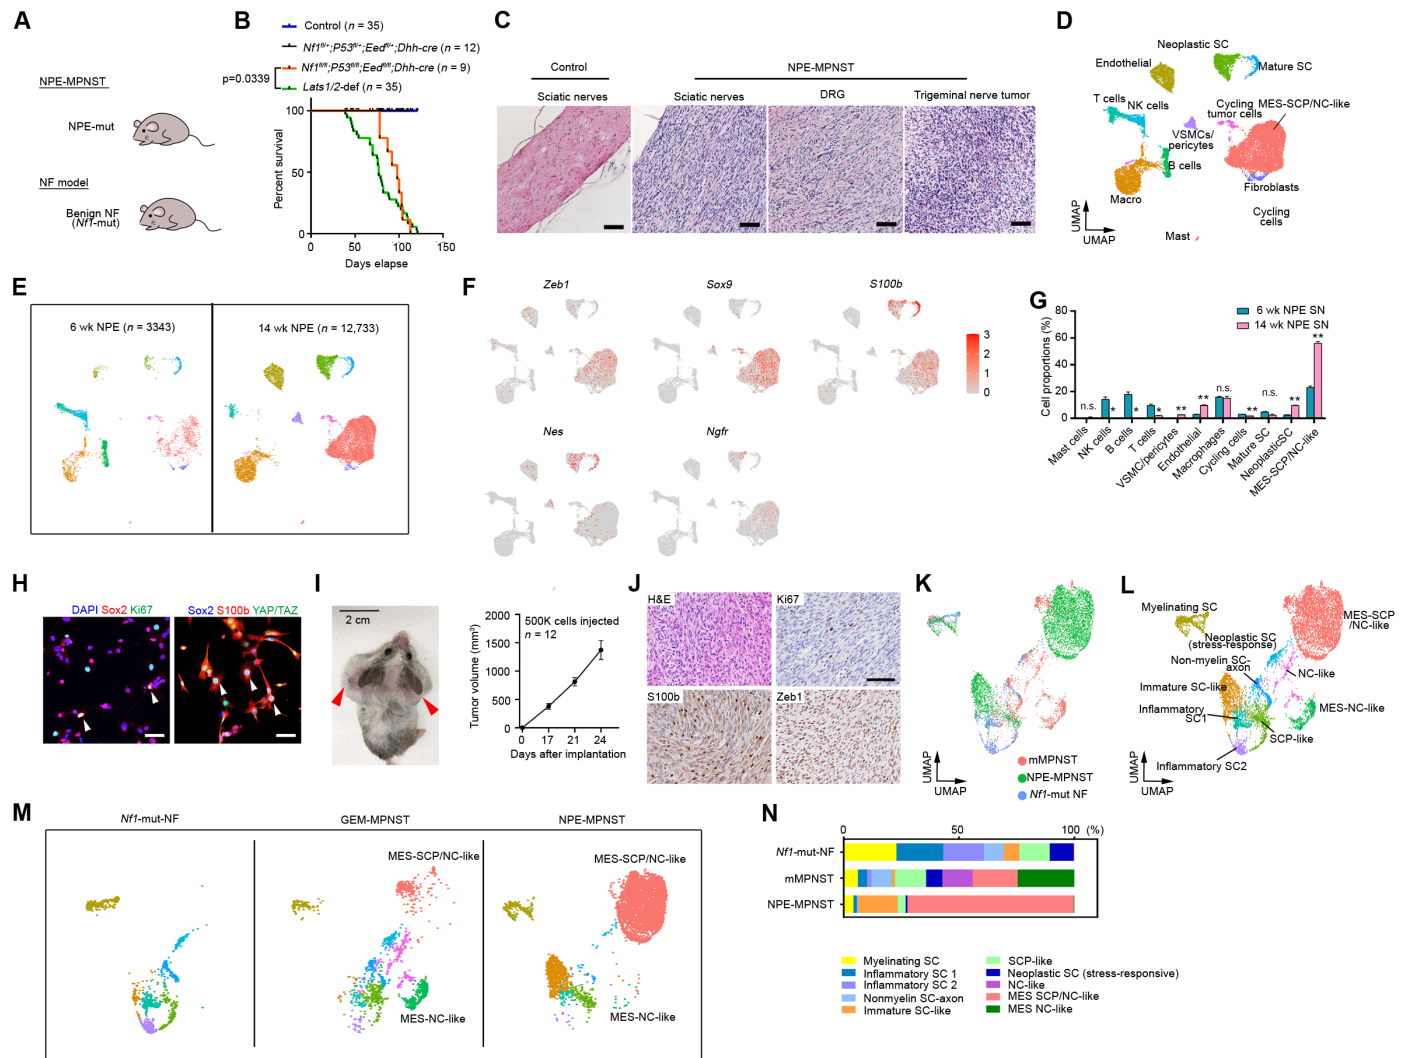 A
NPE-MPNST
NPE-mut
NF model
Benign NF
(Nf1-mut)
B
Control (n = 35)
Nf1fl/+;P53fl/+;Eedfl/+;Dhh-cre (n = 12)
Nf1fl/fl;P53fl/fl;Eedfl/fl;Dhh-cre (n = 9)
Lats1/2-def (n = 35)
p=0.0339
Percent survival
100
50
0
0
50
100
150
Days elapse
C
Control
NPE-MPNST
Sciatic nerves
Sciatic nerves
DRG
Trigeminal nerve tumor
D
Neoplastic SC
Endothelial
Mature SC
T cells
NK cells
Cycling
tumor cells
MES-SCP/NC-like
VSMCs/
pericytes
B cells
Macro
Fibroblasts
Cycling
cells
Mast
UMAP
UMAP
E
6 wk NPE (n = 3343)
14 wk NPE (n = 12,733)
F
Zeb1
Sox9
S100b
3
2
1
0
Nes
Ngfr
G
Cell proportions (%)
80
60
40
20
0
6 wk NPE SN
14 wk NPE SN
n.s.
*
*
*
**
**
n.s.
**
n.s.
**
**
Mast cells
NK cells
B cells
T cells
VSMC/pericytes
Endothelial
Macrophages
Cycling cells
Mature SC
NeoplasticSC
MES-SCP/NC-like
H
DAPI Sox2 Ki67
Sox2 S100b YAP/TAZ
I
2 cm
500K cells injected
n = 12
Tumor volume (mm3)
2000
1500
1000
500
0
0
17
21
24
Days after implantation
J
H&E
Ki67
S100b
Zeb1
K
mMPNST
NPE-MPNST
Nf1-mut NF
UMAP
UMAP
L
Myelinating SC
MES-SCP
/NC-like
Neoplastic SC
(stress-response)
Non-myelin SC-
axon
NC-like
Immature SC-like
Inflammatory
SC1
MES-NC-like
SCP-like
Inflammatory SC2
UMAP
UMAP
M
Nf1-mut-NF
GEM-MPNST
NPE-MPNST
MES-SCP/NC-like
MES-SCP/NC-like
MES-NC-like
MES-NC-like
N
0
50
100
(%)
Nf1-mut-NF
mMPNST
NPE-MPNST
Myelinating SC
Inflammatory SC 1
Inflammatory SC 2
Nonmyelin SC-axon
Immature SC-like
SCP-like
Neoplastic SC (stress-responsive)
NC-like
MES SCP/NC-like
MES NC-like